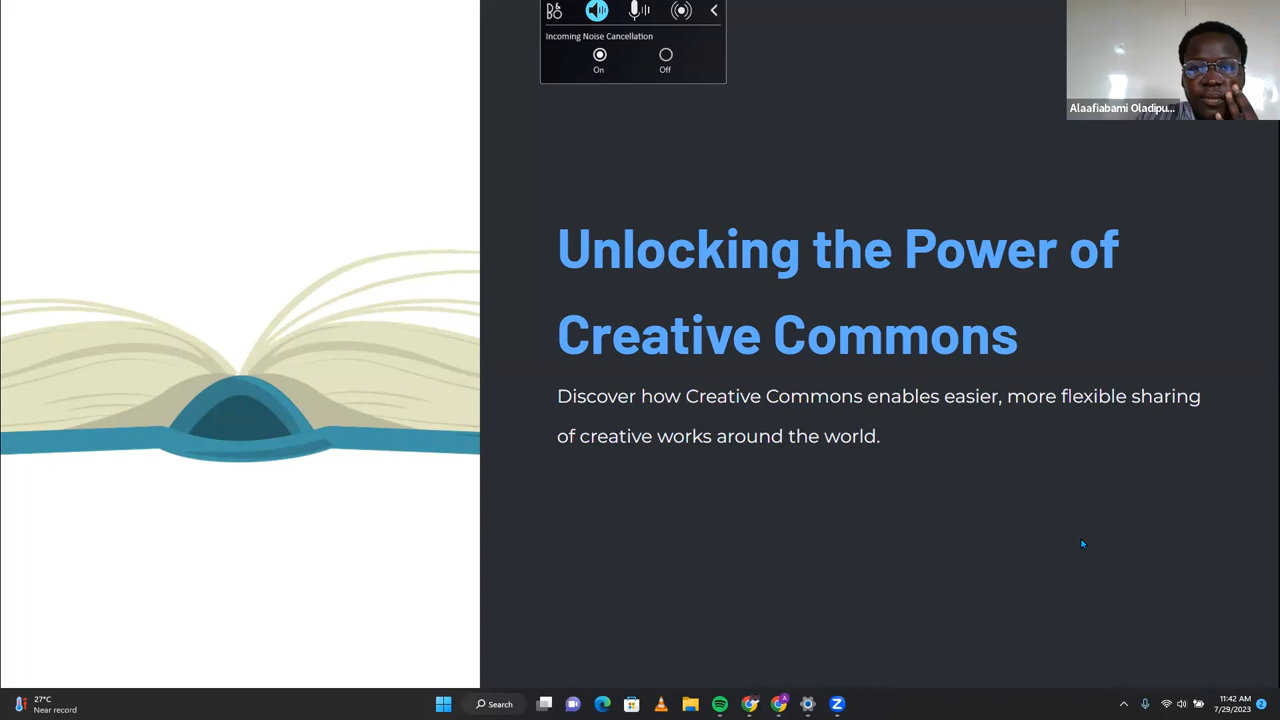 B&O
Incoming Noise Cancellation
On
Off
Alaafiabami Oladipu...
Unlocking the Power of
Creative Commons
Discover how Creative Commons enables easier, more flexible sharing
of creative works around the world.
27°C
Near record
Search
11:42 AM
7/29/2023
2